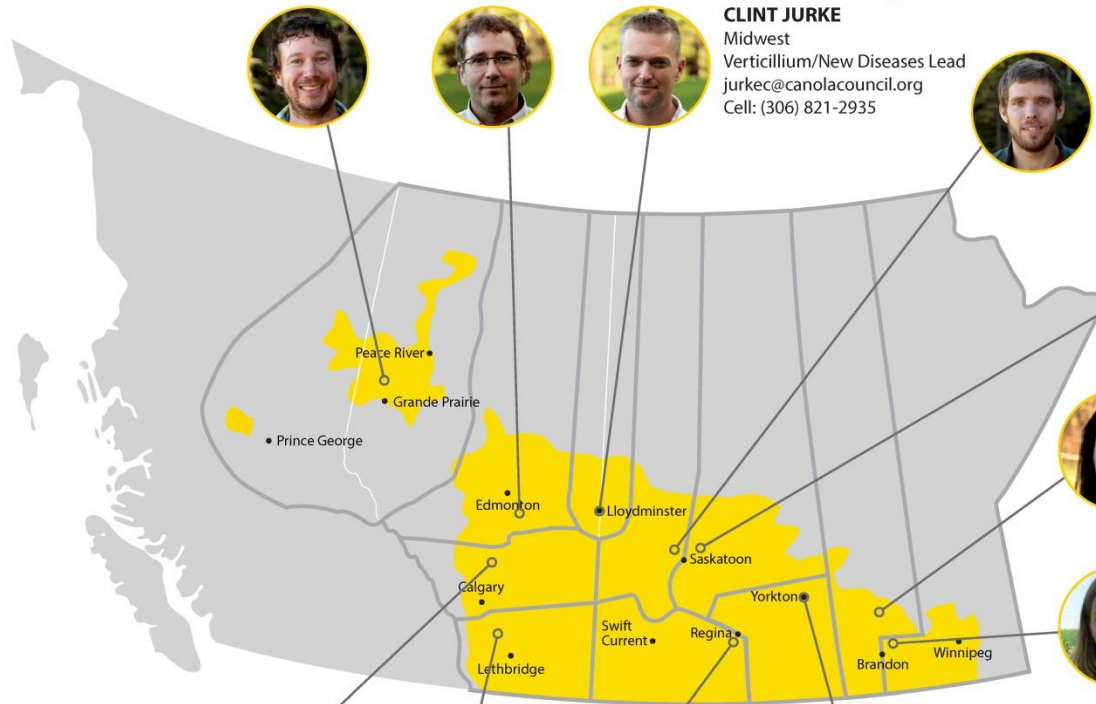 CLINT JURKE
Midwest
Verticillium/New Diseases Lead
jurkec@canolacouncil.org
Cell: (306) 821-2935
Peace River
Grande Prairie
Prince George
Edmonton
Lloydminster
Saskatoon
Calgary
Yorkton
Swift
Current
Regina
Lethbridge
Brandon
Winnipeg